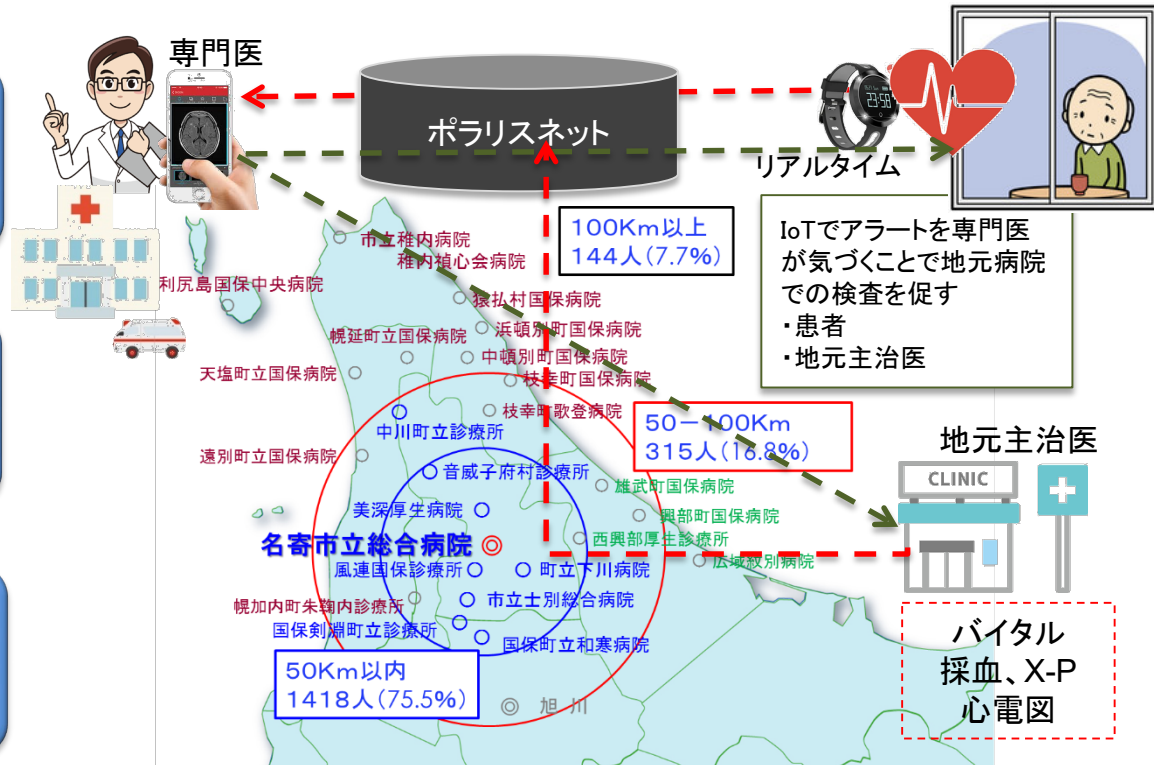 専門医
ポラリスネット
23:58
リアルタイム
IoTでアラートを専門医
が気づくことで地元病院
での検査を促す
・患者
・地元主治医
100Km以上
144人(7.7%)
市立稚内病院
稚内禎心会病院
利尻島国保中央病院
猿払村国保病院
浜頓別町国保病院
幌延町立国保病院
中頓別町国保病院
天塩町立国保病院
枝幸町国保病院
枝幸町歌登病院
中川町立診療所
50-100Km
315人(16.8%)
遠別町立国保病院
音威子府村診療所
雄武町国保病院
美深厚生病院
興部町国保病院
名寄市立総合病院
西興部厚生診療所
広域紋別病院
風連国保診療所
町立下川病院
幌加内町朱鞠内診療所
市立士別総合病院
国保剣淵町立診療所
国保町立和寒病院
50Km以内
1418人(75.5%)
旭川
地元主治医
CLINIC
バイタル
採血、X-P
心電図